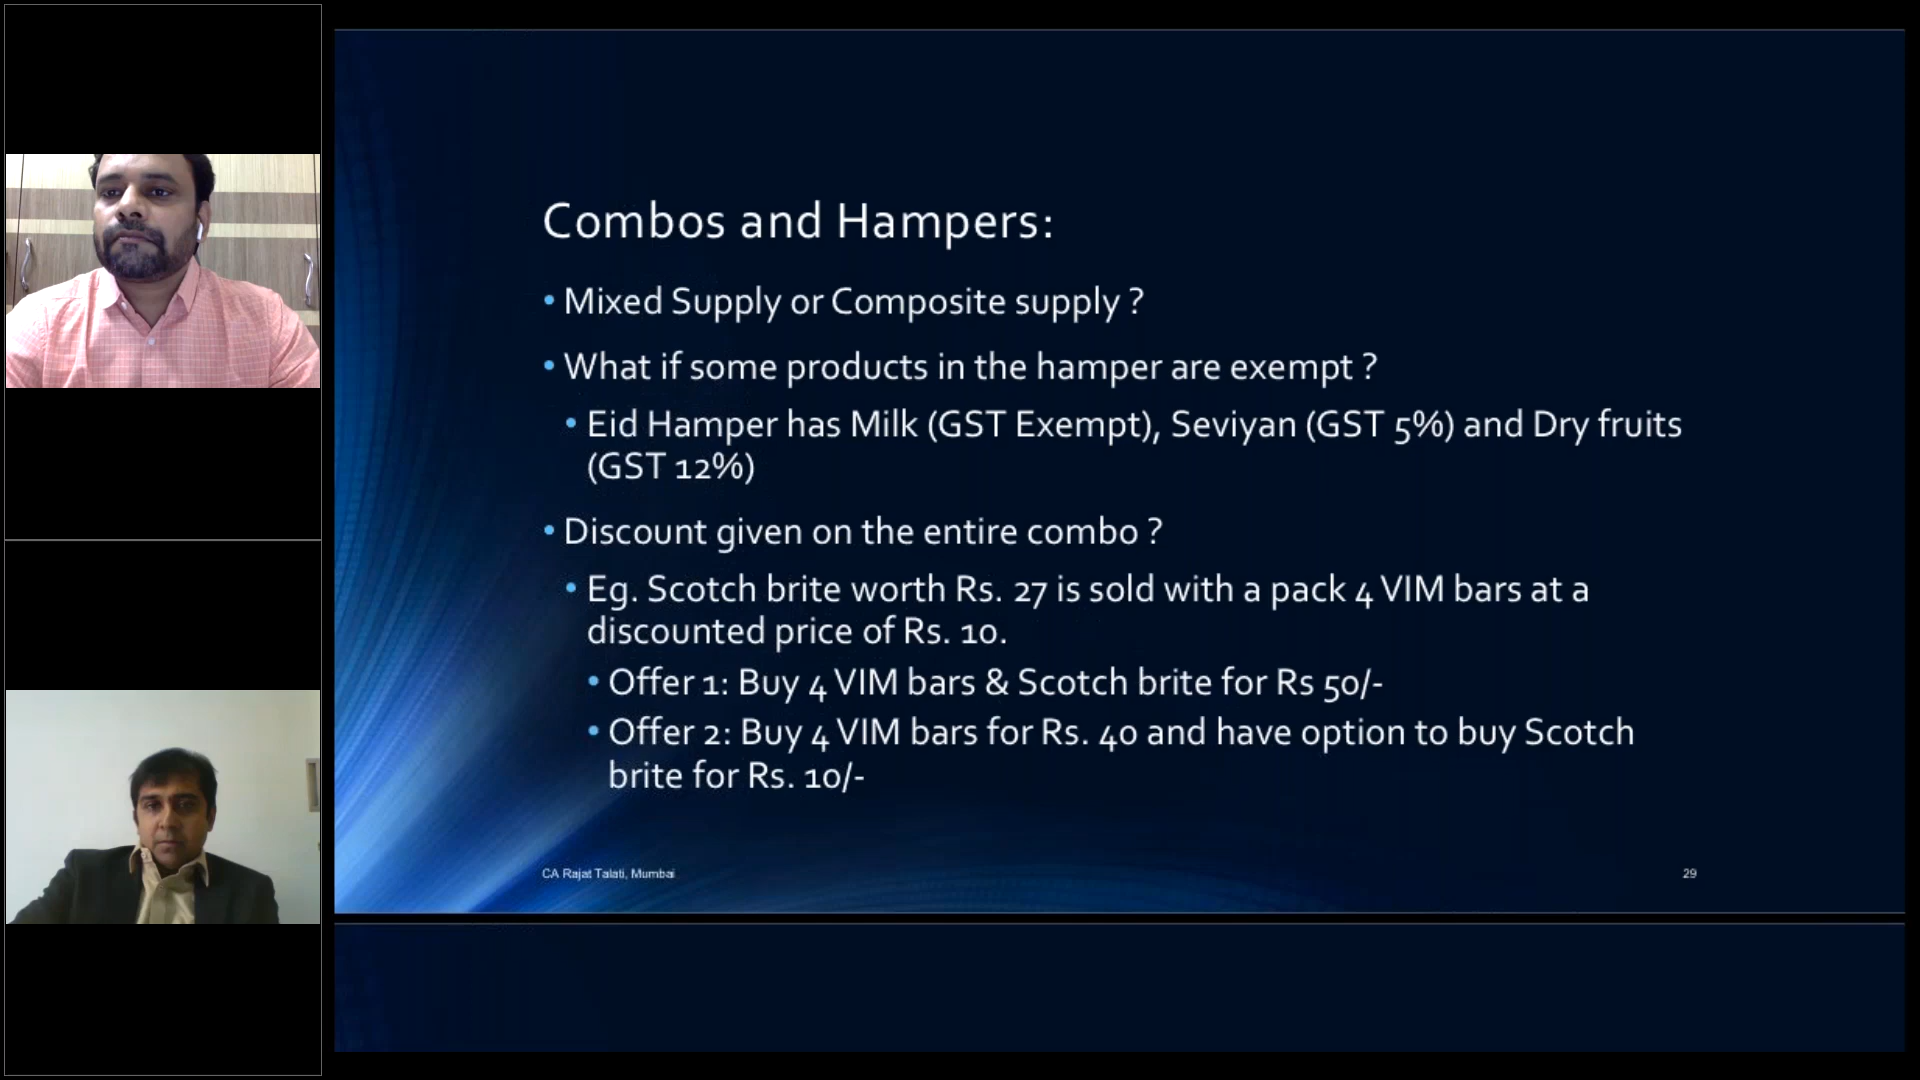 Combos and Hampers:
• Mixed Supply or Composite supply ?
• What if some products in the hamper are exempt ?
• Eid Hamper has Milk (GST Exempt), Seviyan (GST 5%) and Dry fruits
(GST 12%)
• Discount given on the entire combo ?
• Eg. Scotch brite worth Rs. 27 is sold with a pack 4 VIM bars at a
discounted price of Rs. 10.
• Offer 1: Buy 4 VIM bars & Scotch brite for Rs 50/-
• Offer 2: Buy 4 VIM bars for Rs. 40 and have option to buy Scotch
brite for Rs. 10/-
CA Rajat Talati, Mumbai
29